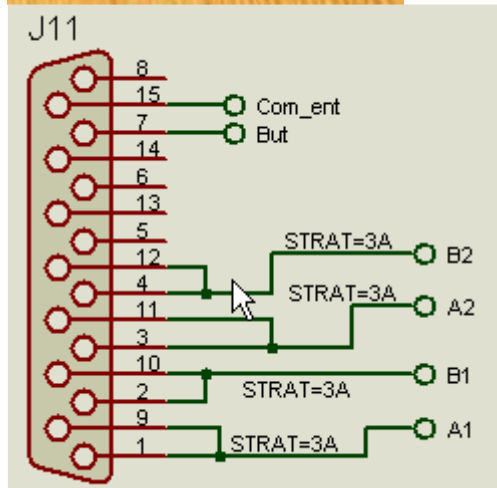 J11
8
15 Com_ent
7 But
14
6
13
5
STRAT=3A B2
12
4 STRAT=3A A2
11
3
10 B1
2 STRAT=3A
9 A1
1 STRAT=3A